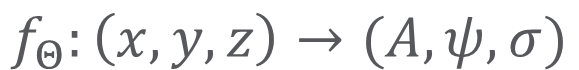 f_Θ: (x, y, z) → (A, ψ, σ)